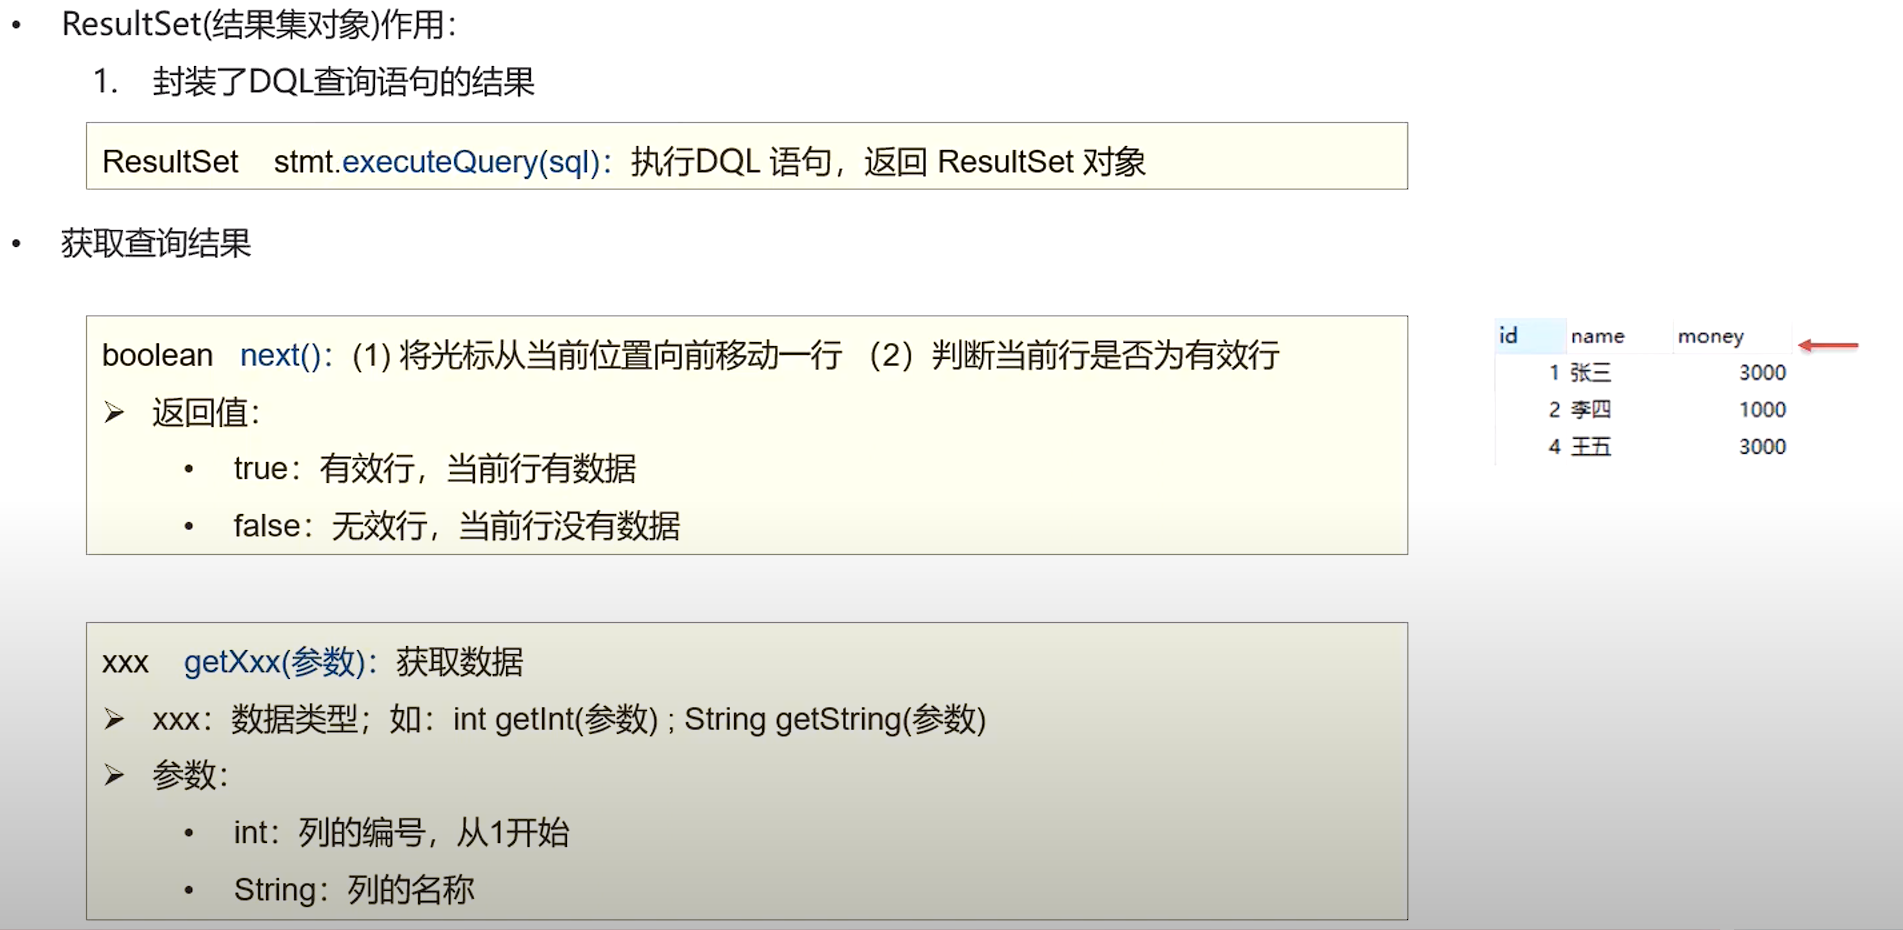 • ResultSet(结果集对象)作用：
1. 封装了DQL查询语句的结果
ResultSet stmt.executeQuery(sql)：执行DQL 语句，返回 ResultSet 对象
• 获取查询结果
boolean next()：(1) 将光标从当前位置向前移动一行 （2）判断当前行是否为有效行
➢ 返回值：
• true：有效行，当前行有数据
• false：无效行，当前行没有数据
id name money
1 张三 3000
2 李四 1000
4 王五 3000
xxx getXxx(参数)：获取数据
➢ xxx：数据类型；如：int getInt(参数) ; String getString(参数)
➢ 参数：
• int：列的编号，从1开始
• String：列的名称